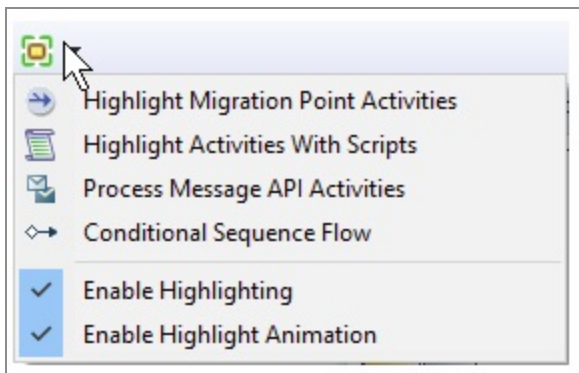 Highlight Migration Point Activities
Highlight Activities With Scripts
Process Message API Activities
Conditional Sequence Flow
Enable Highlighting
Enable Highlight Animation